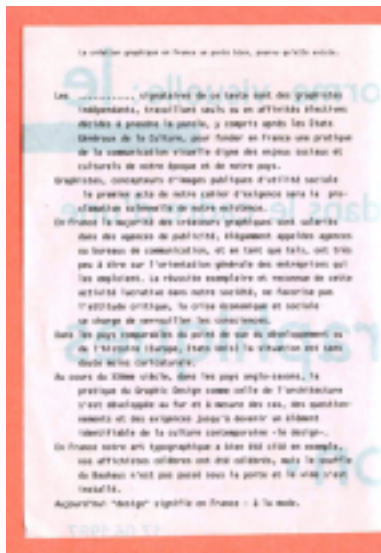 La création graphique en France se porte bien, pourvu qu'elle existe.
Les ............, signataires de ce texte sont des graphistes
indépendants, travaillant seuls ou en affinités électives
décidés à prendre la parole, y compris après les Etats
Généraux de la Culture, pour fonder en France une pratique
de la communication visuelle digne des enjeux sociaux et
culturels de notre époque et de notre pays.
Graphistes, concepteurs d'images publiques d'utilité sociale
le premier acte de notre cahier d'exigence sera la pro-
clamation de notre existence.
En France la majorité des créateurs graphiques sont salariés
dans des agences de publicité, élégamment appelées agences
ou bureaux de communication, et en tant que tels, ont très
peu à dire sur l'orientation générale des entreprises qui
les emploient. La réussite exemplaire et reconnue de cette
activité lucrative dans notre société, ne favorise pas
l'attitude critique, la crise économique et sociale
se charge de verrouiller les consciences.
Dans les pays comparables du point de vue du développement ou
de l'histoire (Europe, Etats Unis) la situation est sans
doute moins caricaturale.
Au cours du XXème siècle, dans les pays anglo-saxons, la
pratique du Graphic Design comme celle de l'architecture
s'est développée au fur et à mesure des cas, des question-
nements et des exigences jusqu'à devenir un élément
identifiable de la culture contemporaine -le design-.
En France notre art typographique a bien été cité en exemple,
nos affichistes célèbres ont été célébrés, mais le souffle
du Bauhaus n'est pas passé sous la porte et le vide s'est
installé.
Aujourd'hui "design" signifie en France - à la mode.
17.06.1987